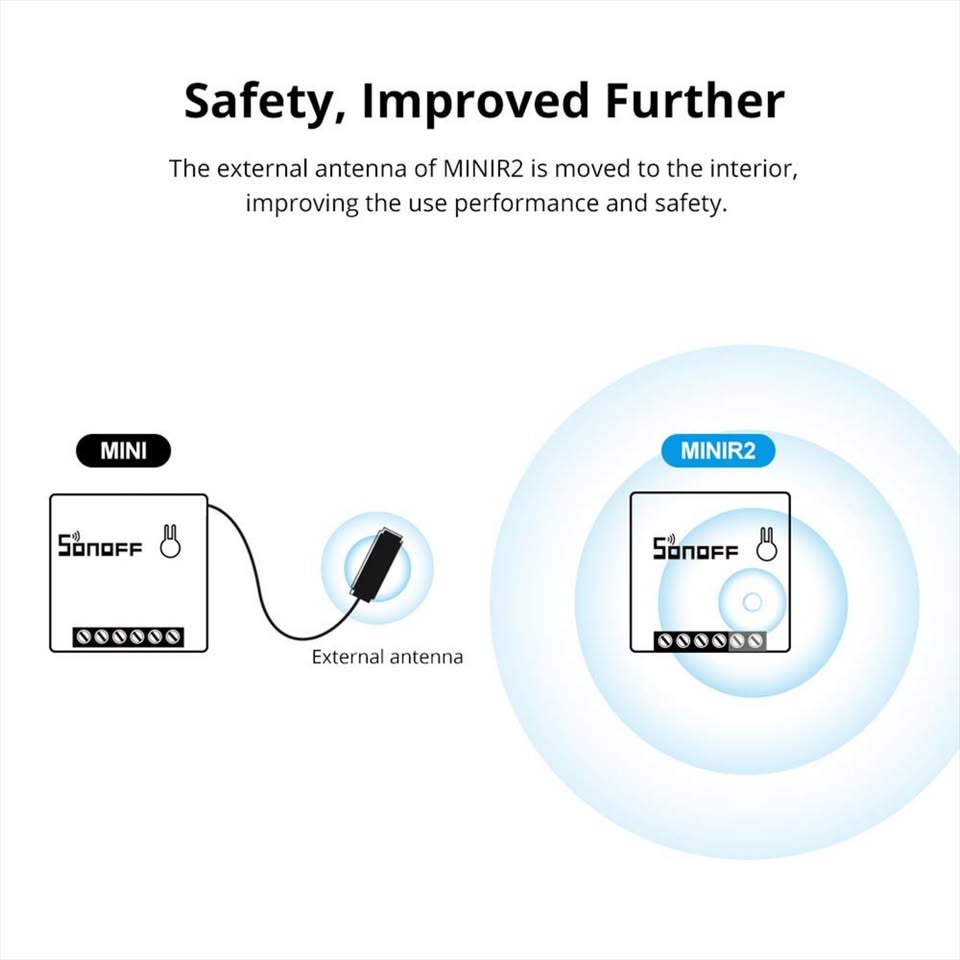 Safety, Improved Further
The external antenna of MINIR2 is moved to the interior,
improving the use performance and safety.
MINI
MINIR2
SONOFF
SONOFF
External antenna